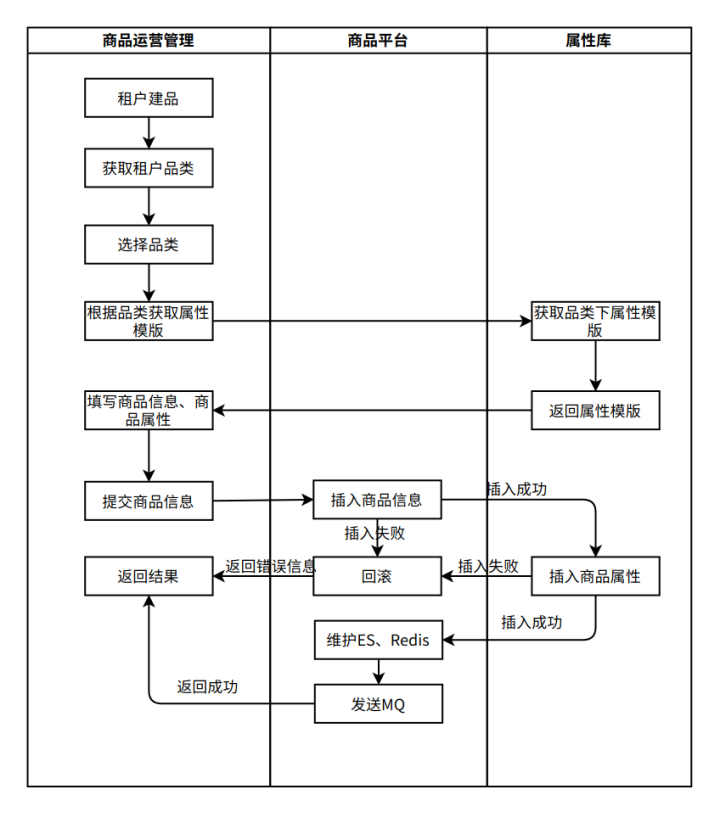 商品运营管理
商品平台
属性库
租户建品
获取租户品类
选择品类
根据品类获取属性
模版
获取品类下属性模
版
填写商品信息、商
品属性
返回属性模版
提交商品信息
插入商品信息
插入成功
插入失败
返回结果
返回错误信息
回滚
插入失败
插入商品属性
插入成功
维护ES、Redis
返回成功
发送MQ